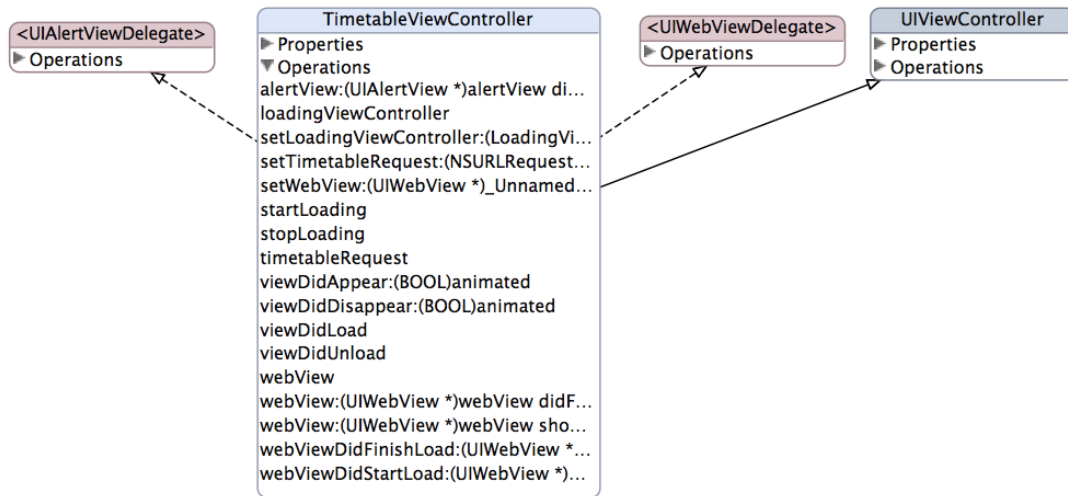 <UIAlertViewDelegate>
Operations
TimetableViewController
Properties
Operations
alertView:(UIAlertView *)alertView di...
loadingViewController
setLoadingViewController:(LoadingVi...
setTimetableRequest:(NSURLRequest...
setWebView:(UIWebView *)_Unnamed...
startLoading
stopLoading
timetableRequest
viewDidAppear:(BOOL)animated
viewDidDisappear:(BOOL)animated
viewDidLoad
viewDidUnload
webView
webView:(UIWebView *)webView didF...
webView:(UIWebView *)webView sho...
webViewDidFinishLoad:(UIWebView *...
webViewDidStartLoad:(UIWebView *)...
<UIWebViewDelegate>
Operations
UIViewController
Properties
Operations